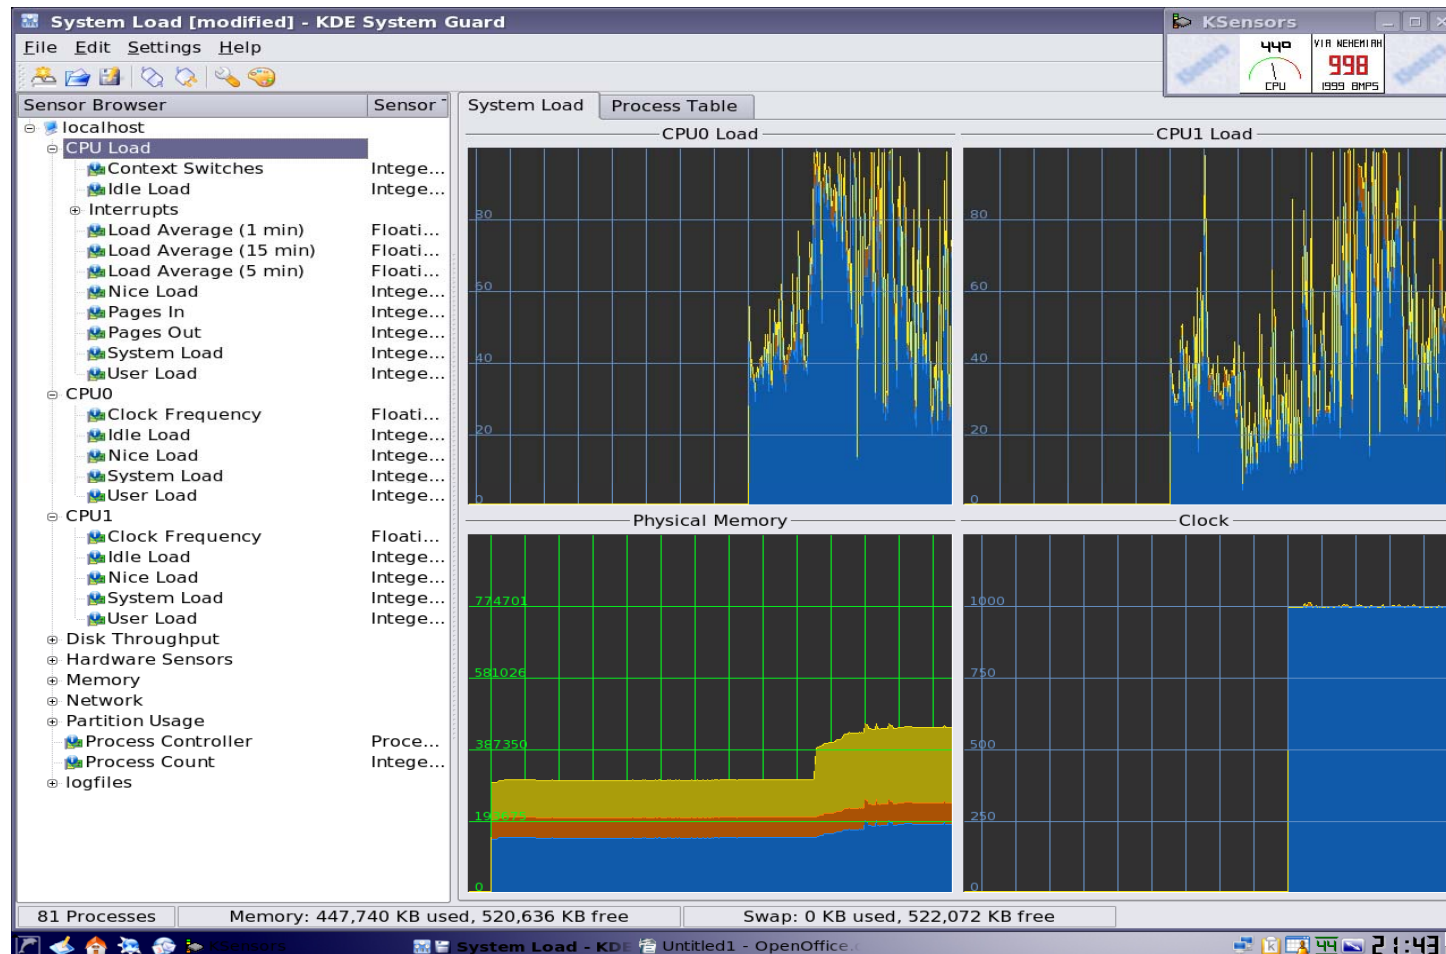 System Load [modified] - KDE System Guard
KSensors
File Edit Settings Help
44°
CPU
VIA NEHEMIAH
998
1999 BMPS
KSensors
KSensors
Sensor Browser
Sensor
System Load
Process Table
localhost
CPU Load
Context Switches Intege...
Idle Load Intege...
Interrupts
Load Average (1 min) Floati...
Load Average (15 min) Floati...
Load Average (5 min) Floati...
Nice Load Intege...
Pages In Intege...
Pages Out Intege...
System Load Intege...
User Load Intege...
CPU0
Clock Frequency Floati...
Idle Load Intege...
Nice Load Intege...
System Load Intege...
User Load Intege...
CPU1
Clock Frequency Floati...
Idle Load Intege...
Nice Load Intege...
System Load Intege...
User Load Intege...
Disk Throughput
Hardware Sensors
Memory
Network
Partition Usage
Process Controller Proce...
Process Count Intege...
logfiles
CPU0 Load
80
60
40
20
0
CPU1 Load
80
60
40
20
0
Physical Memory
774701
581026
387350
193675
0
Clock
1000
750
500
250
0
81 Processes
Memory: 447,740 KB used, 520,636 KB free
Swap: 0 KB used, 522,072 KB free
KSensors
System Load - KDE
Untitled1 - OpenOffice.
44
21:43